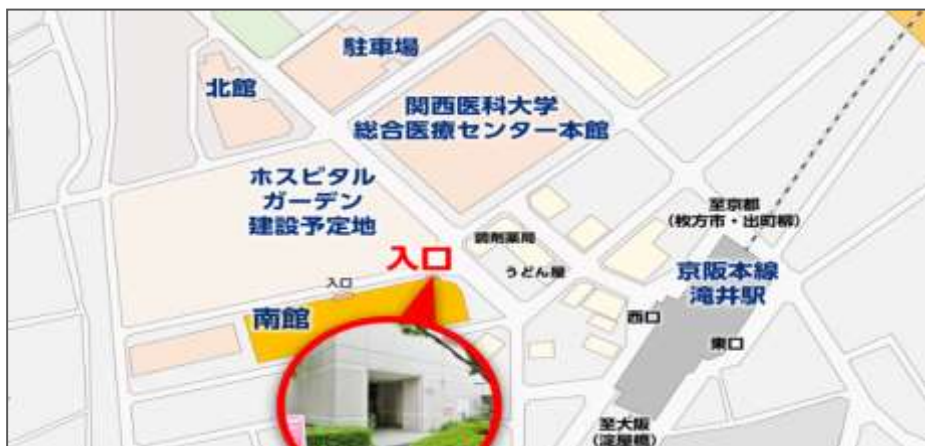 駐車場
北館
関西医科大学
総合医療センター本館
ホスピタル
ガーデン
建設予定地
至京都
(枚方市・出町柳)
調剤薬局
入口
うどん屋
京阪本線
滝井駅
入口
南館
西口
東口
至大阪
(淀屋橋)